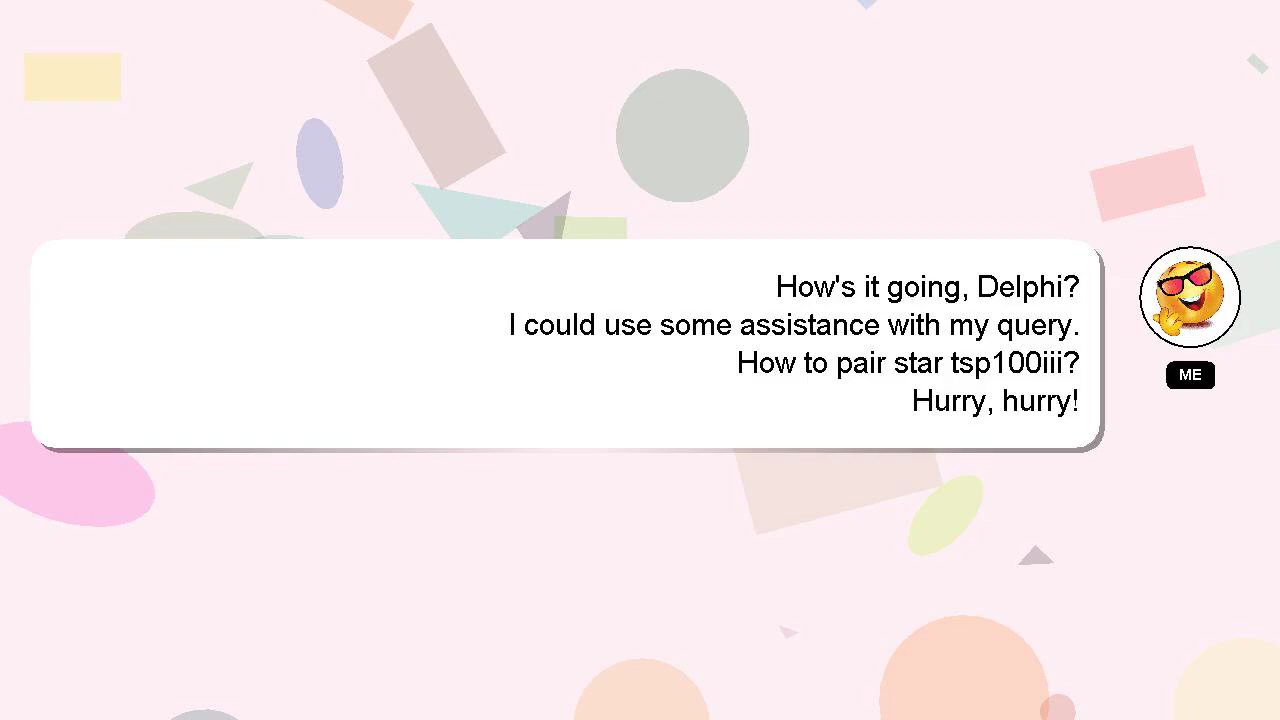 How's it going, Delphi?
I could use some assistance with my query.
How to pair star tsp100iii?
Hurry, hurry!
ME